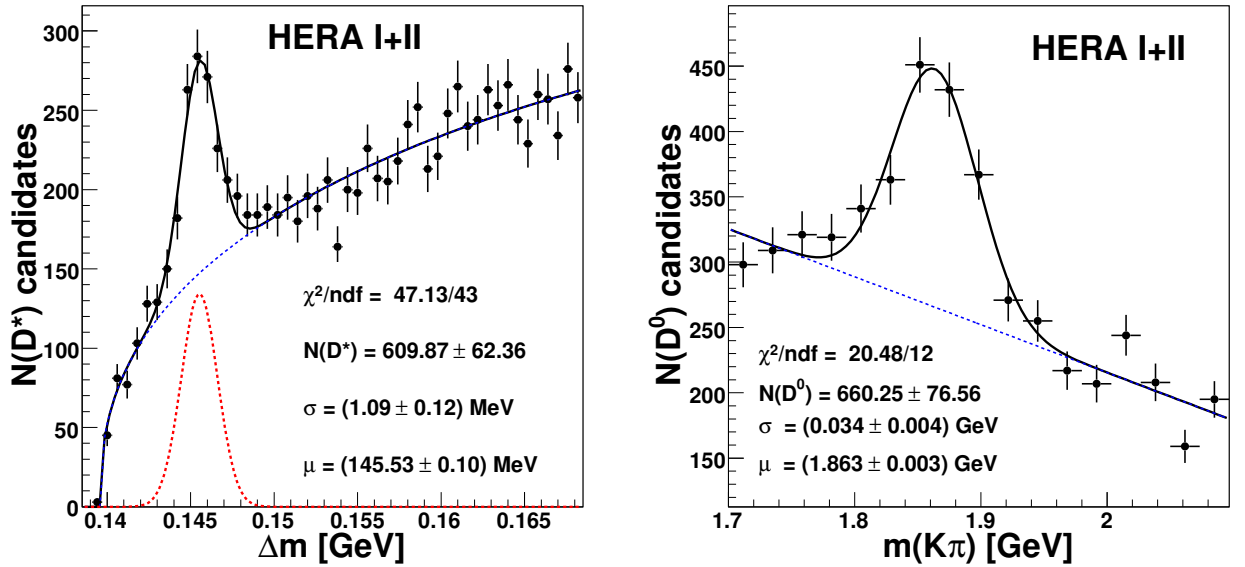 HERA I+II
N(D*) candidates
300
250
200
150
100
50
0
χ²/ndf = 47.13/43
N(D*) = 609.87 ± 62.36
σ = (1.09 ± 0.12) MeV
μ = (145.53 ± 0.10) MeV
0.14 0.145 0.15 0.155 0.16 0.165
Δm [GeV]
HERA I+II
N(D⁰) candidates
450
400
350
300
250
200
150
χ²/ndf = 20.48/12
N(D⁰) = 660.25 ± 76.56
σ = (0.034 ± 0.004) GeV
μ = (1.863 ± 0.003) GeV
1.7 1.8 1.9 2
m(Kπ) [GeV]